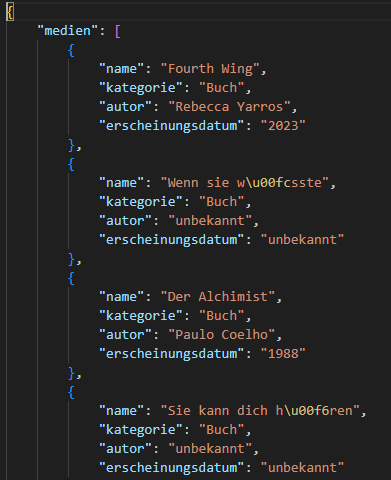 {
"medien": [
{
"name": "Fourth Wing",
"kategorie": "Buch",
"autor": "Rebecca Yarros",
"erscheinungsdatum": "2023"
},
{
"name": "Wenn sie w\u00fcsste",
"kategorie": "Buch",
"autor": "unbekannt",
"erscheinungsdatum": "unbekannt"
},
{
"name": "Der Alchimist",
"kategorie": "Buch",
"autor": "Paulo Coelho",
"erscheinungsdatum": "1988"
},
{
"name": "Sie kann dich h\u00f6ren",
"kategorie": "Buch",
"autor": "unbekannt",
"erscheinungsdatum": "unbekannt"